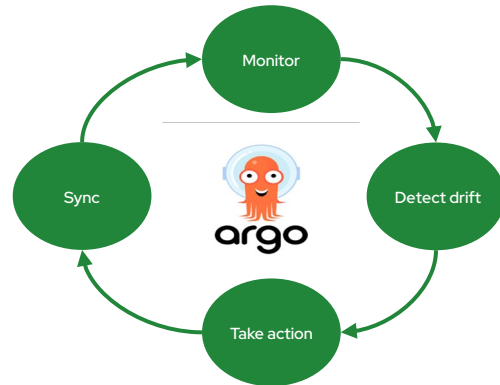 Monitor
Sync
Detect drift
argo
Take action